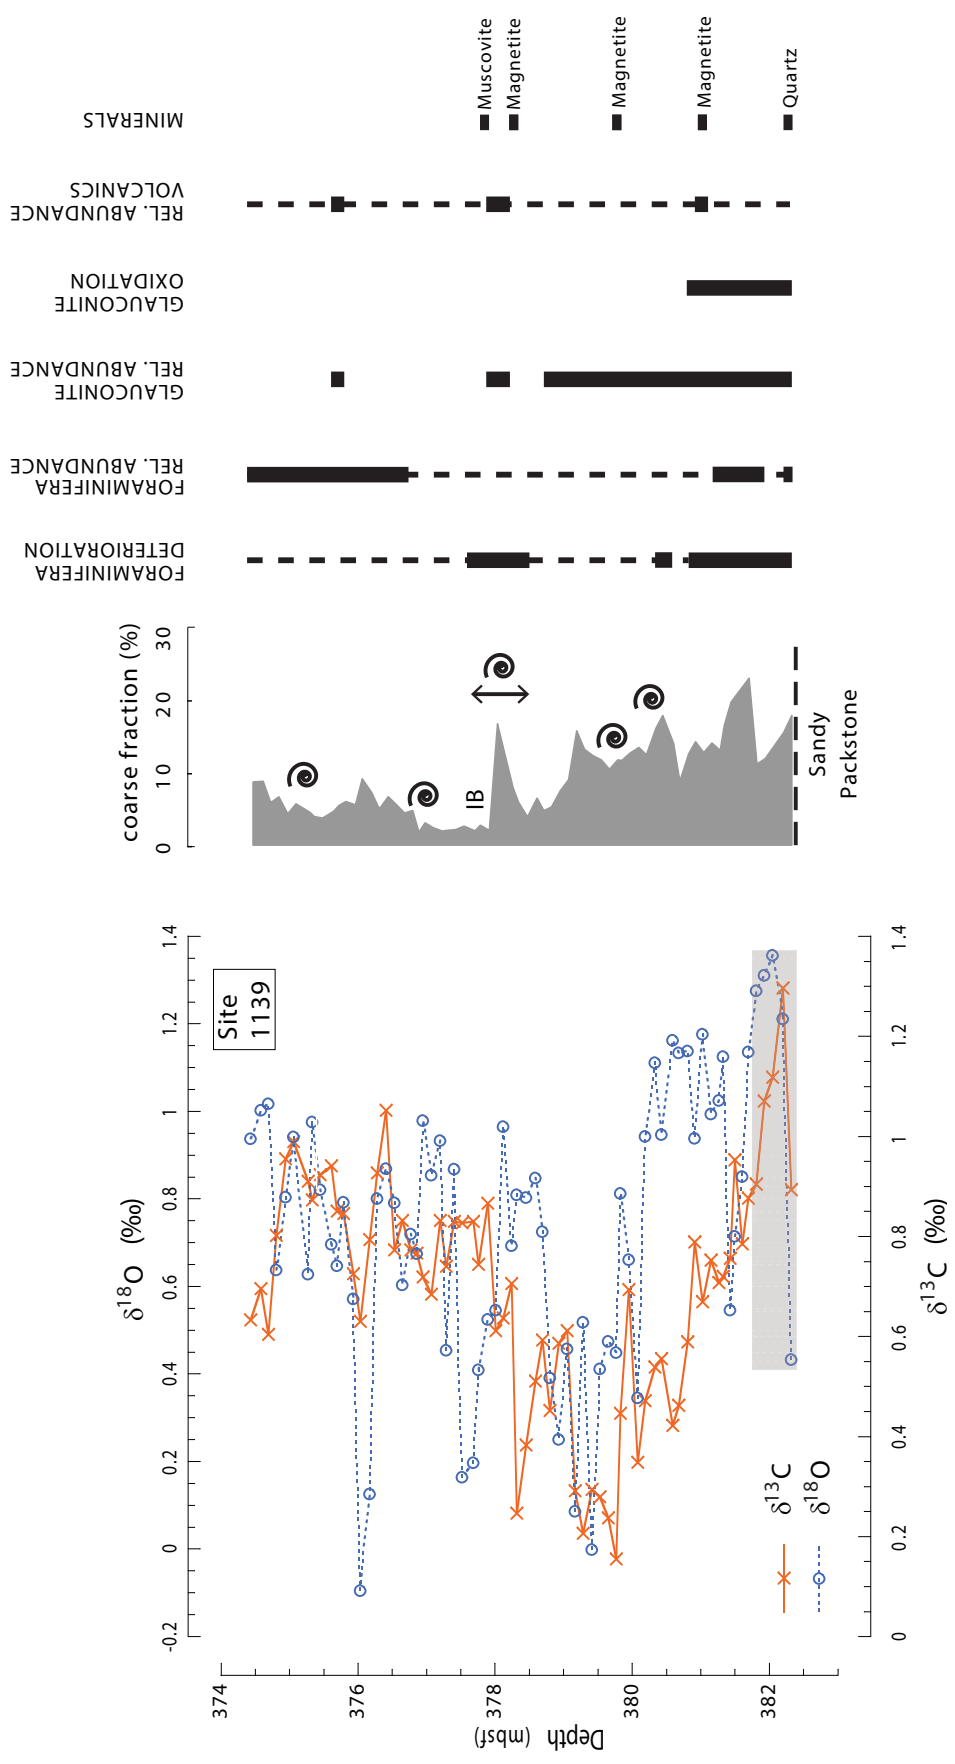 MINERALS
Muscovite
Magnetite
Magnetite
Magnetite
Quartz
REL. ABUNDANCE
VOLCANICS
GLAUCONITE
OXIDATION
GLAUCONITE
REL. ABUNDANCE
FORAMINIFERA
REL. ABUNDANCE
FORAMINIFERA
DETERIORATION
coarse fraction (%)
0 10 20 30
IB
Sandy
Packstone
Site
1139
δ18O (‰)
-0.2 0 0.2 0.4 0.6 0.8 1 1.2 1.4
δ13C (‰)
0 0.2 0.4 0.6 0.8 1 1.2 1.4
δ13C
δ18O
374 376 378 380 382
Depth (mbsf)